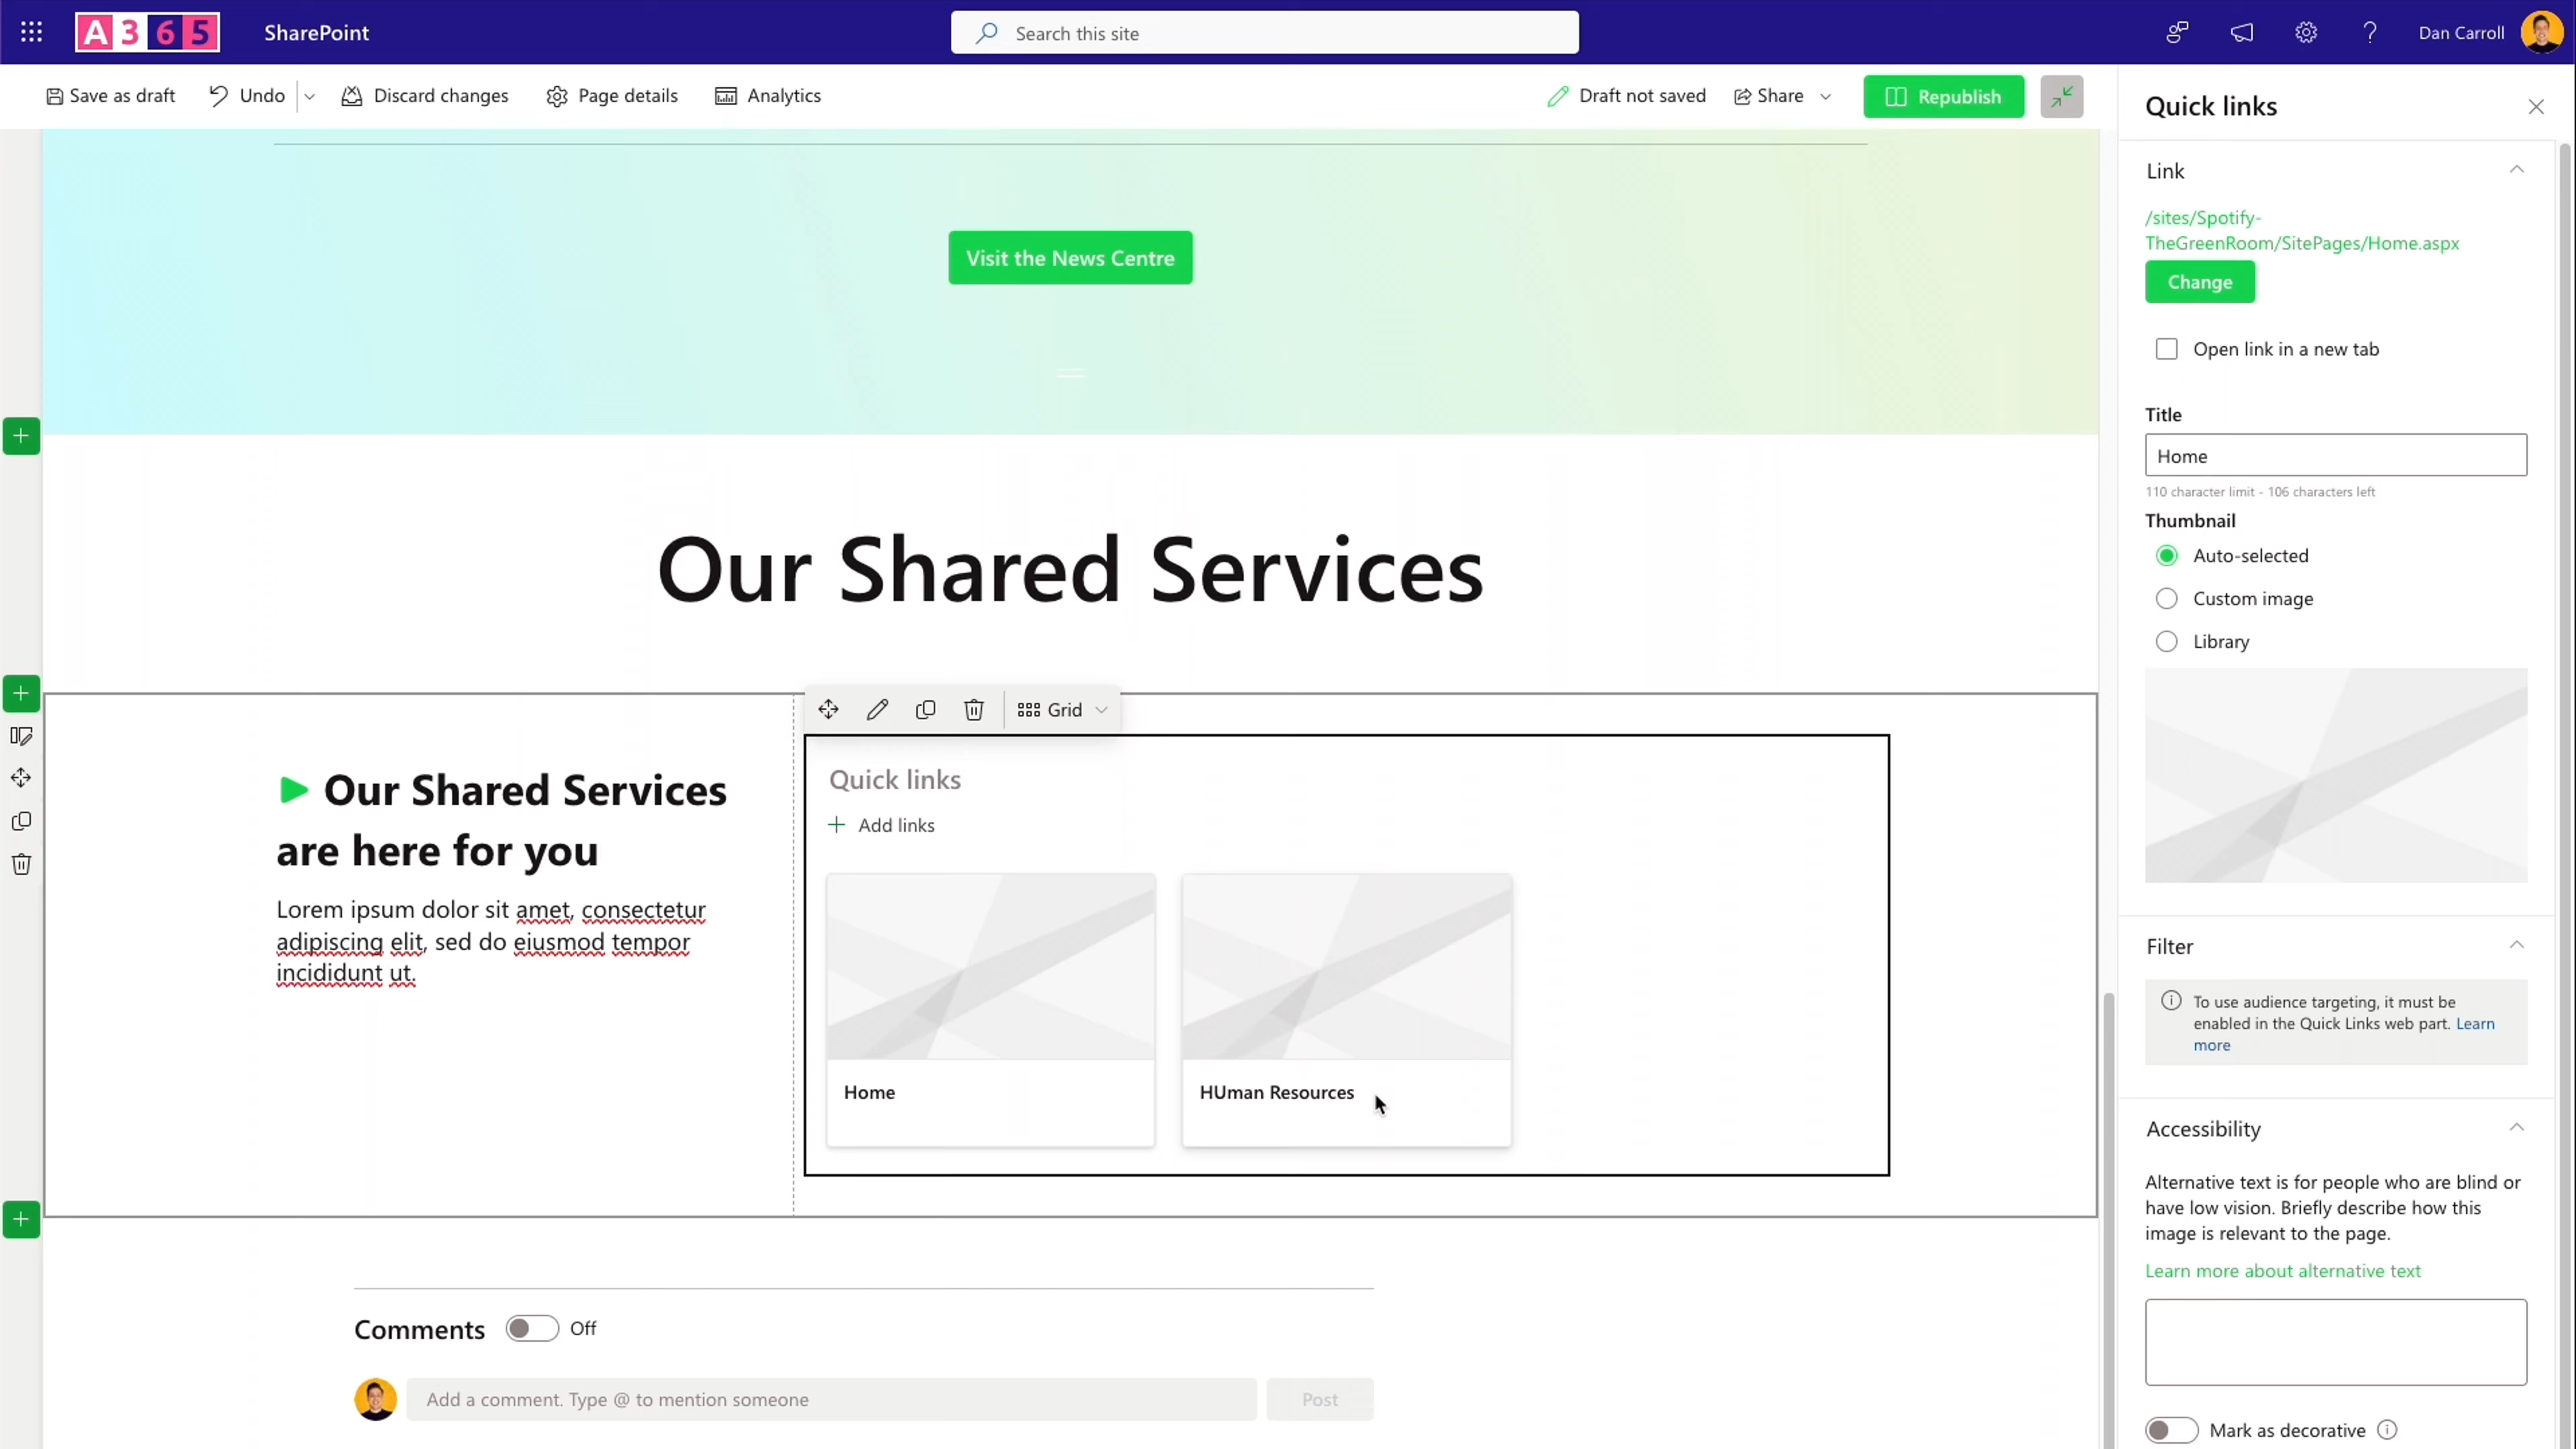 A365
SharePoint
Search this site
Dan Carroll
Save as draft
Undo
Discard changes
Page details
Analytics
Draft not saved
Share
Republish
Visit the News Centre
Our Shared Services
Grid
Our Shared Services
are here for you
Lorem ipsum dolor sit amet, consectetur
adipiscing elit, sed do eiusmod tempor
incididunt ut.
Quick links
Add links
Home
HUman Resources
Comments
Off
Add a comment. Type @ to mention someone
Post
Quick links
Link
/sites/Spotify-
TheGreenRoom/SitePages/Home.aspx
Change
Open link in a new tab
Title
Home
110 character limit - 106 characters left
Thumbnail
Auto-selected
Custom image
Library
Filter
To use audience targeting, it must be
enabled in the Quick Links web part. Learn
more
Accessibility
Alternative text is for people who are blind or
have low vision. Briefly describe how this
image is relevant to the page.
Learn more about alternative text
Mark as decorative